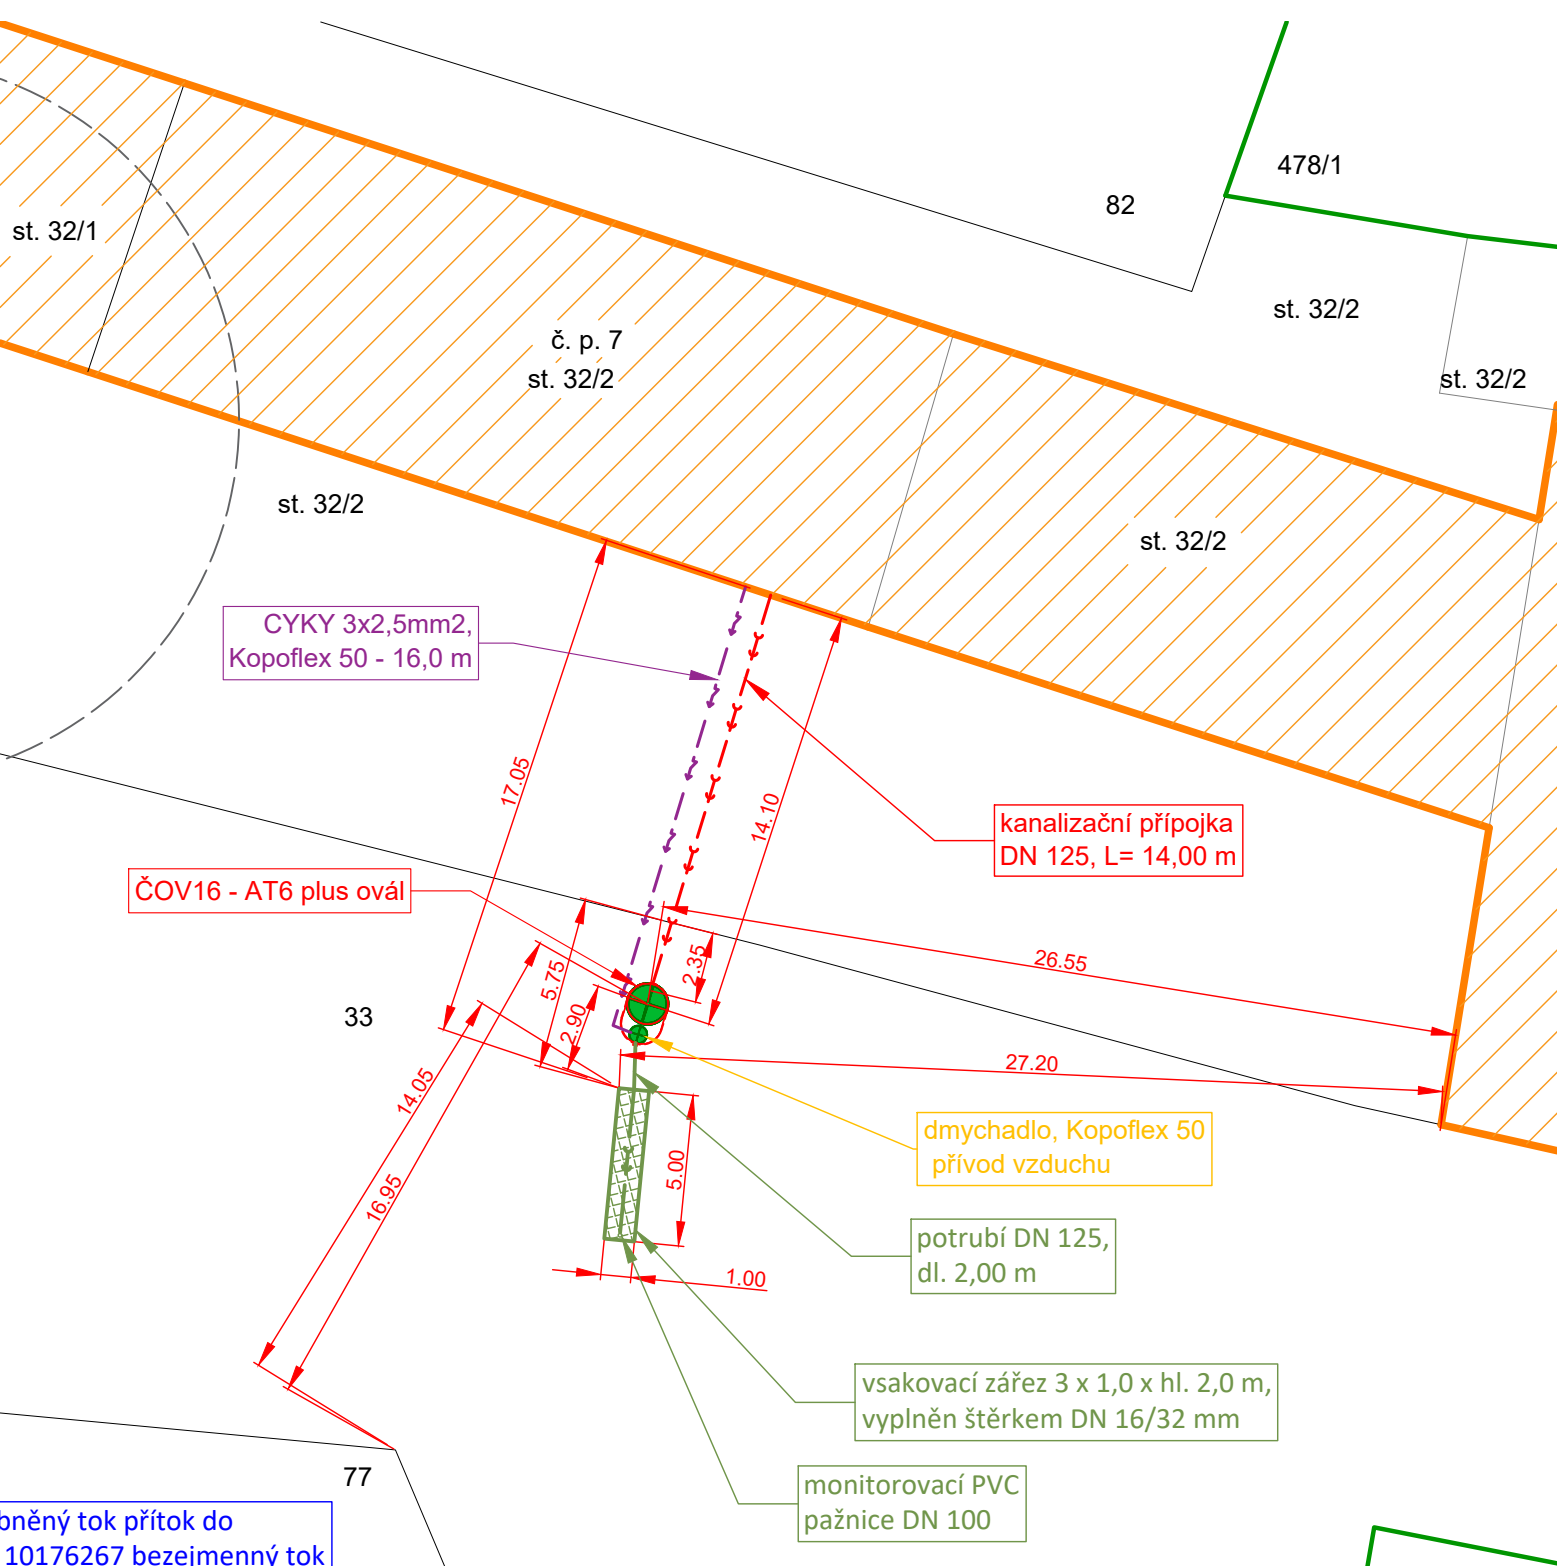 478/1
82
st. 32/1
st. 32/2
č. p. 7
st. 32/2
st. 32/2
st. 32/2
st. 32/2
CYKY 3x2,5mm2,
Kopoflex 50 - 16,0 m
17.05
14.10
kanalizační přípojka
DN 125, L= 14,00 m
ČOV16 - AT6 plus ovál
5.75
2.35
26.55
2.90
33
27.20
14.05
dmychadlo, Kopoflex 50
přívod vzduchu
16.95
5.00
potrubí DN 125,
dl. 2,00 m
1.00
vsakovací zářez 3 x 1,0 x hl. 2,0 m,
vyplněn štěrkem DN 16/32 mm
77
monitorovací PVC
pažnice DN 100
bněný tok přítok do
10176267 bezejmenný tok